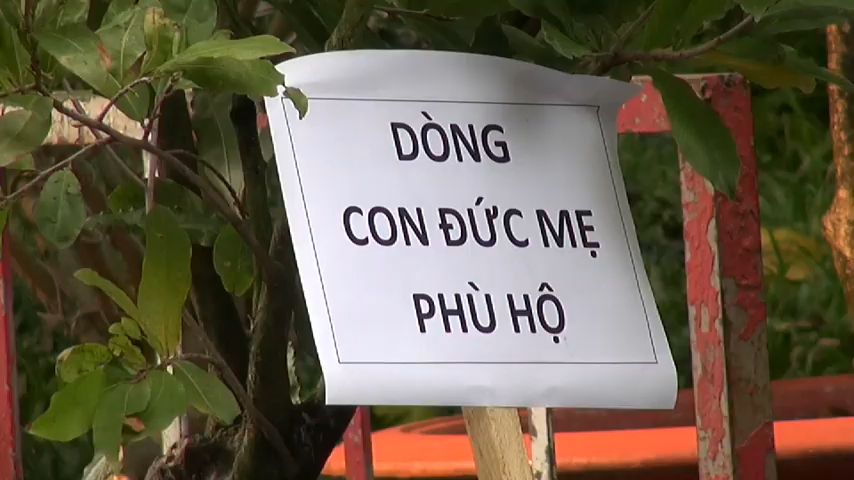 DÒNG
CON ĐỨC MẸ
PHÙ HỘ